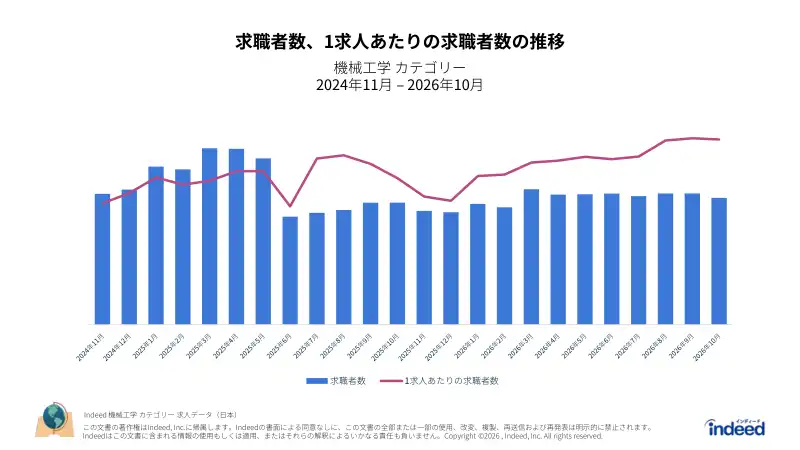 求職者数、1求人あたりの求職者数の推移
機械工学 カテゴリー
2024年11月 – 2026年10月
2024年11月
2024年12月
2025年1月
2025年2月
2025年3月
2025年4月
2025年5月
2025年6月
2025年7月
2025年8月
2025年9月
2025年10月
2025年11月
2025年12月
2026年1月
2026年2月
2026年3月
2026年4月
2026年5月
2026年6月
2026年7月
2026年8月
2026年9月
2026年10月
求職者数 1求人あたりの求職者数
Indeed 機械工学 カテゴリー 求人データ（日本）
この文書の著作権はIndeed, Inc.に帰属します。Indeedの書面による同意なしに、この文書の全部または一部の使用、改変、複製、再送信および再発表は明示的に禁止されます。
Indeedはこの文書に含まれる情報の使用もしくは適用、またはそれらの解釈によるいかなる責任も負いません。Copyright ©2026 , Indeed, Inc. All rights reserved.
インディード
indeed